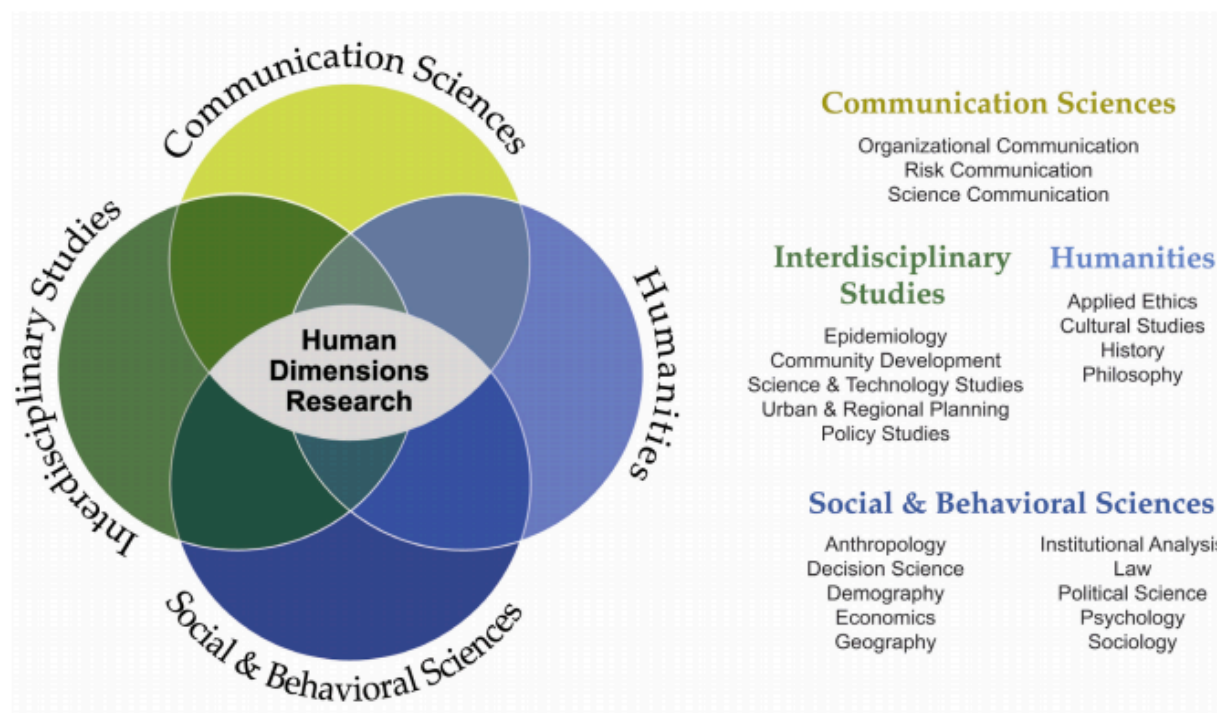 Communication Sciences
Interdisciplinary Studies
Humanities
Social & Behavioral Sciences
Human
Dimensions
Research
Communication Sciences
Organizational Communication
Risk Communication
Science Communication
Interdisciplinary
Studies
Epidemiology
Community Development
Science & Technology Studies
Urban & Regional Planning
Policy Studies
Humanities
Applied Ethics
Cultural Studies
History
Philosophy
Social & Behavioral Sciences
Anthropology
Decision Science
Demography
Economics
Geography
Institutional Analysis
Law
Political Science
Psychology
Sociology